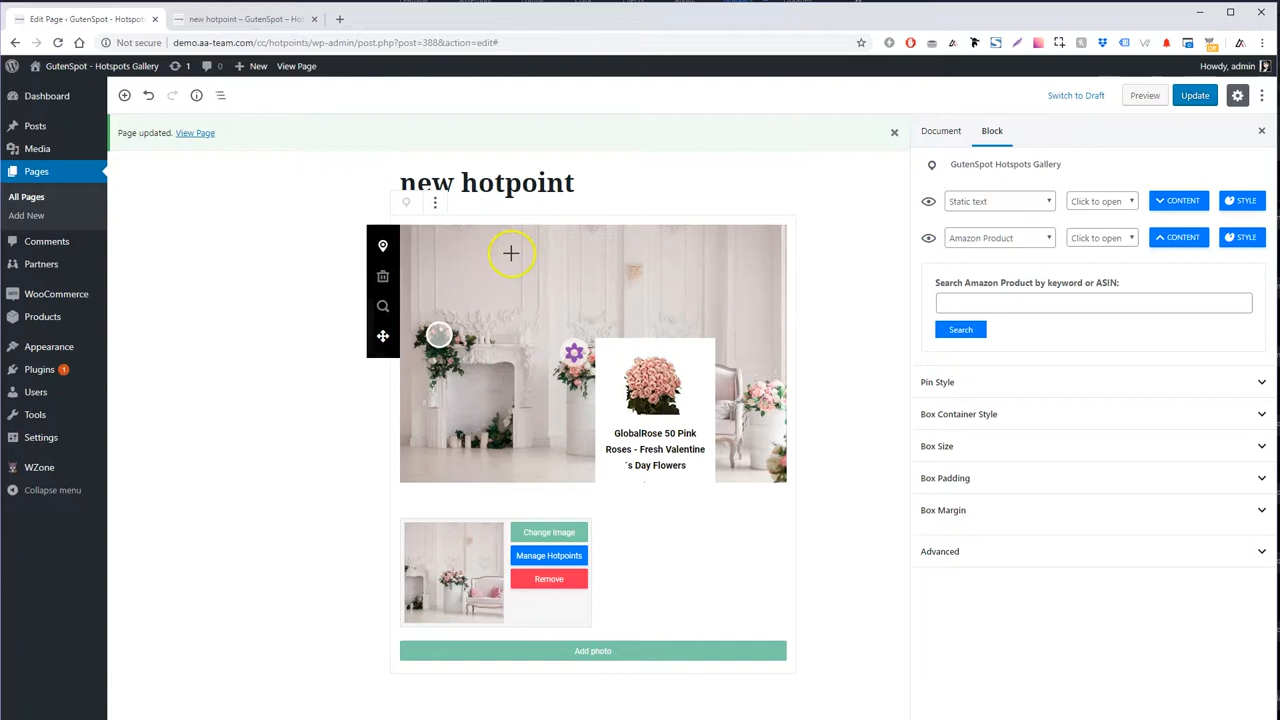 Edit Page ‹ GutenSpot - Hotspots
new hotpoint – GutenSpot – Hot
Not secure
demo.aa-team.com/cc/hotpoints/wp-admin/post.php?post=388&action=edit#
GutenSpot - Hotspots Gallery
1
0
New
View Page
Howdy, admin
Dashboard
Posts
Media
Pages
All Pages
Add New
Comments
Partners
WooCommerce
Products
Appearance
Plugins 1
Users
Tools
Settings
WZone
Collapse menu
Switch to Draft
Preview
Update
Page updated. View Page
new hotpoint
GlobalRose 50 Pink
Roses - Fresh Valentine
´s Day Flowers
Change Image
Manage Hotpoints
Remove
Add photo
Document
Block
GutenSpot Hotspots Gallery
Static text
Click to open
CONTENT
STYLE
Amazon Product
Click to open
CONTENT
STYLE
Search Amazon Product by keyword or ASIN:
Search
Pin Style
Box Container Style
Box Size
Box Padding
Box Margin
Advanced